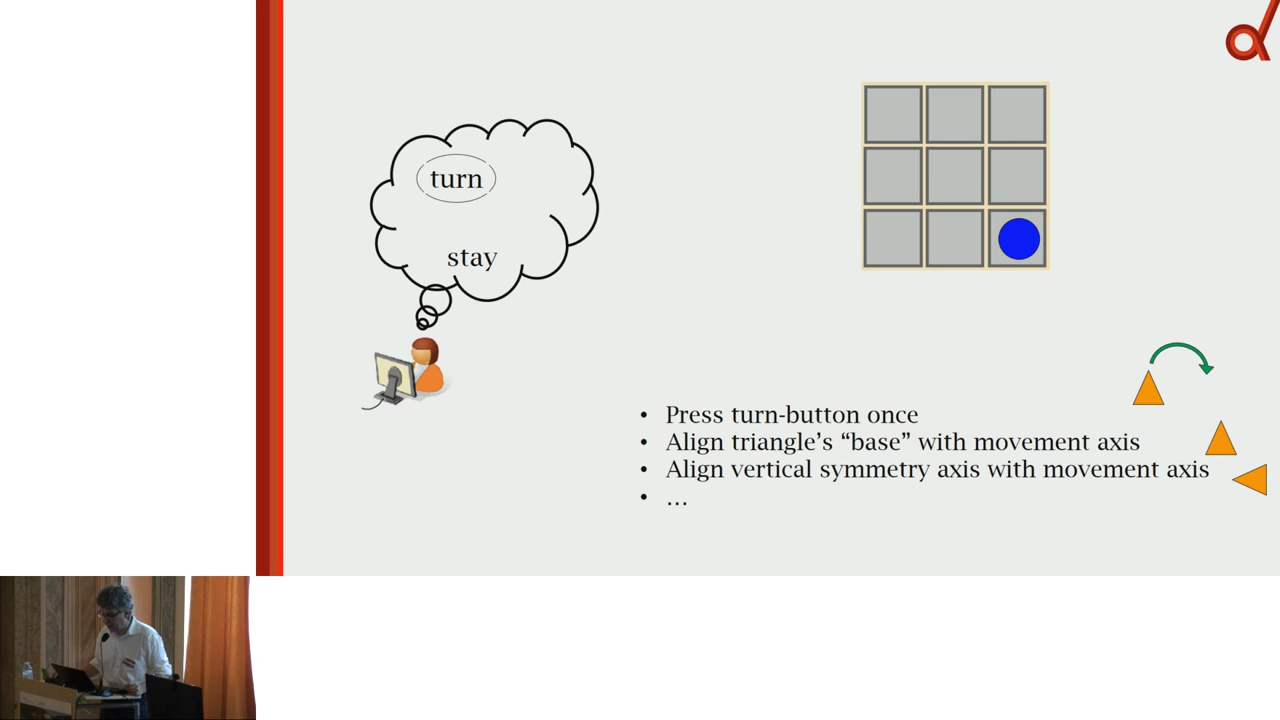 turn
stay
• Press turn-button once
• Align triangle's “base” with movement axis
• Align vertical symmetry axis with movement axis
• …